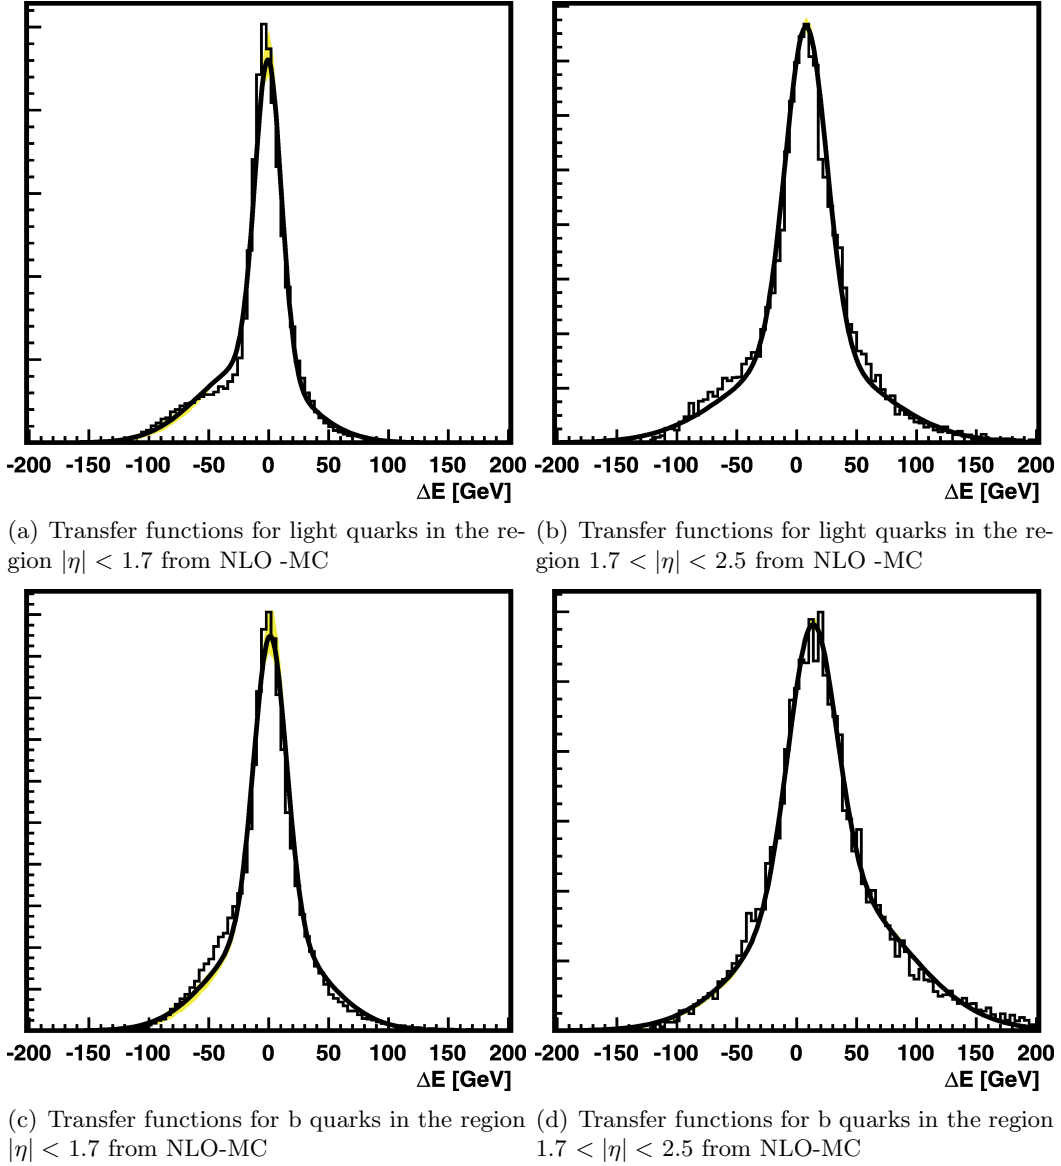 -200 -150 -100 -50 0 50 100 150 200
ΔE [GeV]
-200 -150 -100 -50 0 50 100 150 200
ΔE [GeV]
(a) Transfer functions for light quarks in the re-
gion |η| < 1.7 from NLO -MC
(b) Transfer functions for light quarks in the re-
gion 1.7 < |η| < 2.5 from NLO -MC
-200 -150 -100 -50 0 50 100 150 200
ΔE [GeV]
-200 -150 -100 -50 0 50 100 150 200
ΔE [GeV]
(c) Transfer functions for b quarks in the region
|η| < 1.7 from NLO-MC
(d) Transfer functions for b quarks in the region
1.7 < |η| < 2.5 from NLO-MC